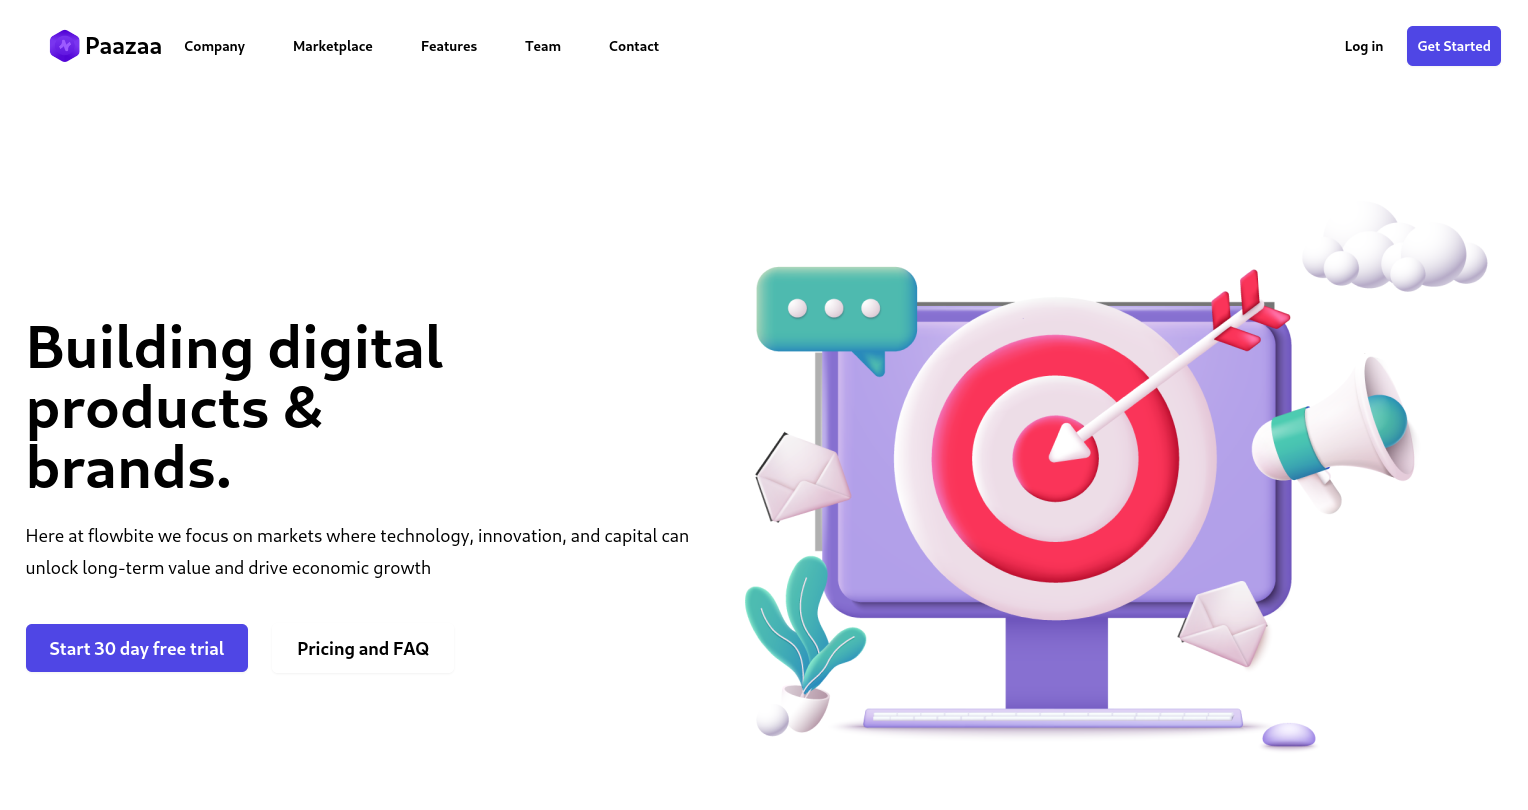 Paazaa Company Marketplace Features Team Contact Log in Get Started
Building digital
products &
brands.
Here at flowbite we focus on markets where technology, innovation, and capital can
unlock long-term value and drive economic growth
Start 30 day free trial Pricing and FAQ